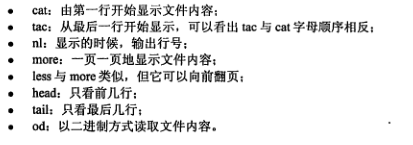 ● cat：由第一行开始显示文件内容；
● tac：从最后一行开始显示，可以看出 tac 与 cat 字母顺序相反；
● nl：显示的时候，输出行号；
● more：一页一页地显示文件内容；
● less 与 more 类似，但它可以向前翻页；
● head：只看前几行；
● tail：只看最后几行；
● od：以二进制方式读取文件内容。